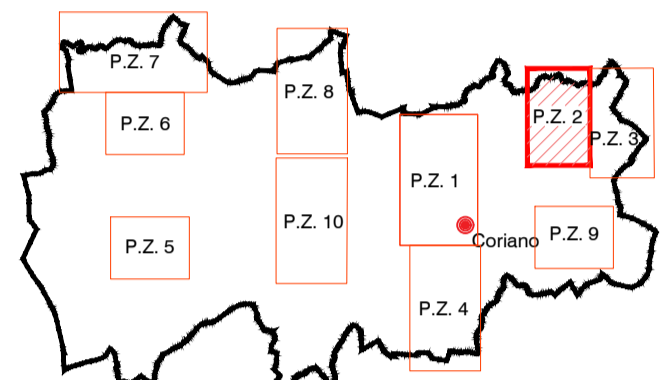 P.Z. 7
P.Z. 8
P.Z. 2
P.Z. 6
P.Z. 3
P.Z. 1
P.Z. 10
P.Z. 5
Coriano
P.Z. 9
P.Z. 4